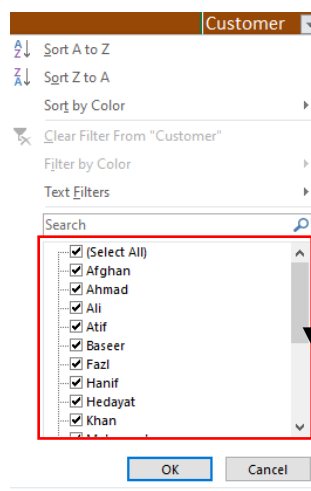 Customer
Sort A to Z
Sort Z to A
Sort by Color
Clear Filter From "Customer"
Filter by Color
Text Filters
Search
(Select All)
Afghan
Ahmad
Ali
Atif
Baseer
Fazl
Hanif
Hedayat
Khan
OK
Cancel